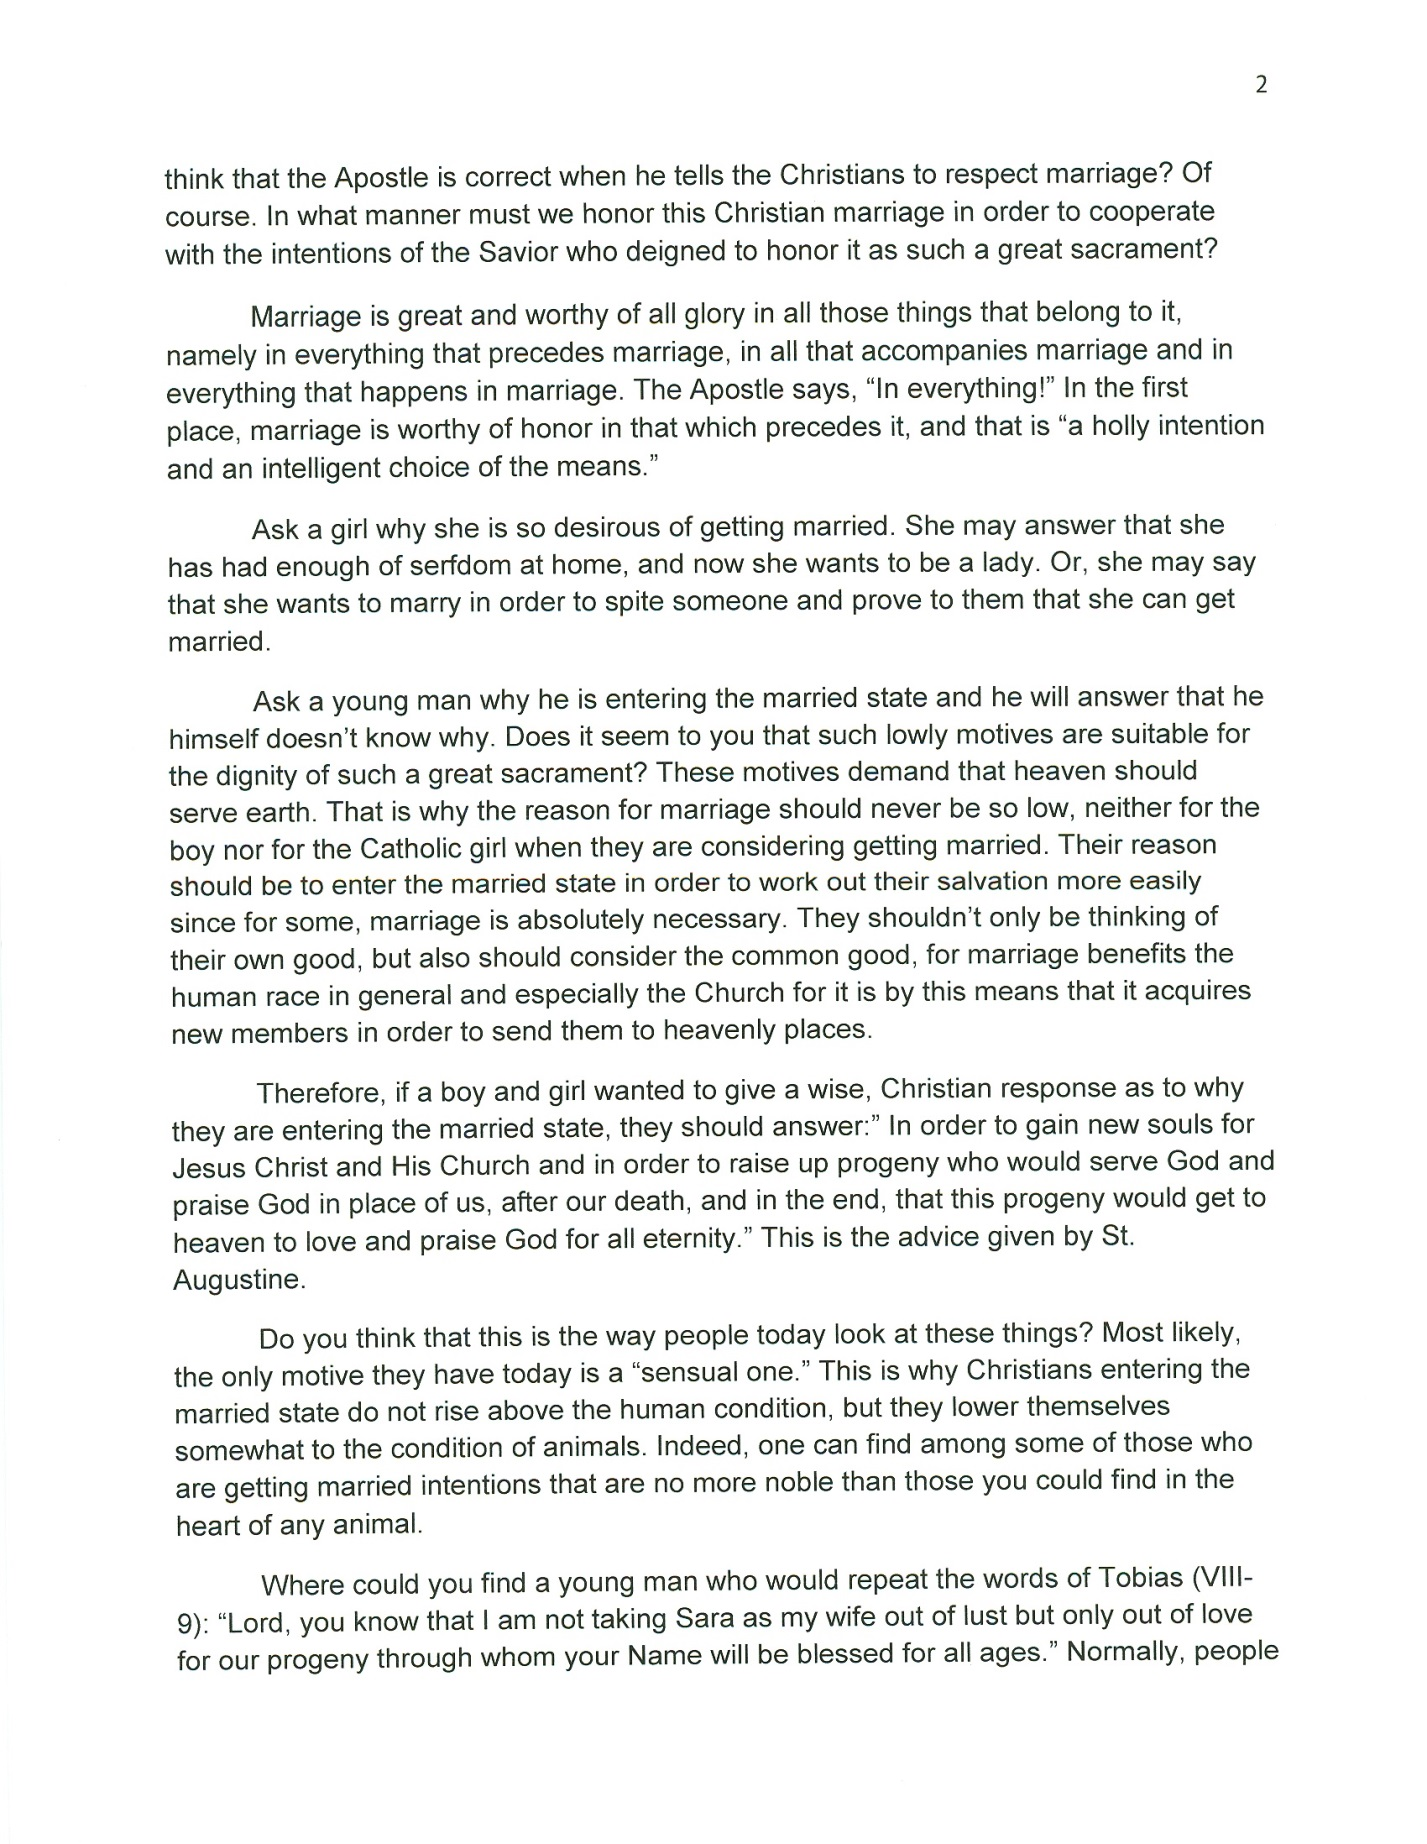 2
think that the Apostle is correct when he tells the Christians to respect marriage? Of
course. In what manner must we honor this Christian marriage in order to cooperate
with the intentions of the Savior who deigned to honor it as such a great sacrament?
Marriage is great and worthy of all glory in all those things that belong to it,
namely in everything that precedes marriage, in all that accompanies marriage and in
everything that happens in marriage. The Apostle says, “In everything!” In the first
place, marriage is worthy of honor in that which precedes it, and that is “a holly intention
and an intelligent choice of the means.”
Ask a girl why she is so desirous of getting married. She may answer that she
has had enough of serfdom at home, and now she wants to be a lady. Or, she may say
that she wants to marry in order to spite someone and prove to them that she can get
married.
Ask a young man why he is entering the married state and he will answer that he
himself doesn’t know why. Does it seem to you that such lowly motives are suitable for
the dignity of such a great sacrament? These motives demand that heaven should
serve earth. That is why the reason for marriage should never be so low, neither for the
boy nor for the Catholic girl when they are considering getting married. Their reason
should be to enter the married state in order to work out their salvation more easily
since for some, marriage is absolutely necessary. They shouldn’t only be thinking of
their own good, but also should consider the common good, for marriage benefits the
human race in general and especially the Church for it is by this means that it acquires
new members in order to send them to heavenly places.
Therefore, if a boy and girl wanted to give a wise, Christian response as to why
they are entering the married state, they should answer:” In order to gain new souls for
Jesus Christ and His Church and in order to raise up progeny who would serve God and
praise God in place of us, after our death, and in the end, that this progeny would get to
heaven to love and praise God for all eternity.” This is the advice given by St.
Augustine.
Do you think that this is the way people today look at these things? Most likely,
the only motive they have today is a “sensual one.” This is why Christians entering the
married state do not rise above the human condition, but they lower themselves
somewhat to the condition of animals. Indeed, one can find among some of those who
are getting married intentions that are no more noble than those you could find in the
heart of any animal.
Where could you find a young man who would repeat the words of Tobias (VIII-
9): “Lord, you know that I am not taking Sara as my wife out of lust but only out of love
for our progeny through whom your Name will be blessed for all ages.” Normally, people